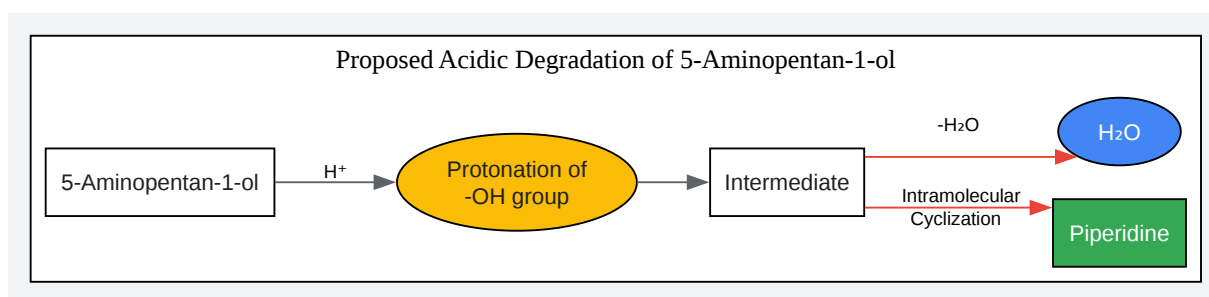 Proposed Acidic Degradation of 5-Aminopentan-1-ol
5-Aminopentan-1-ol
H⁺
Protonation of
-OH group
Intermediate
-H₂O
H₂O
Intramolecular
Cyclization
Piperidine